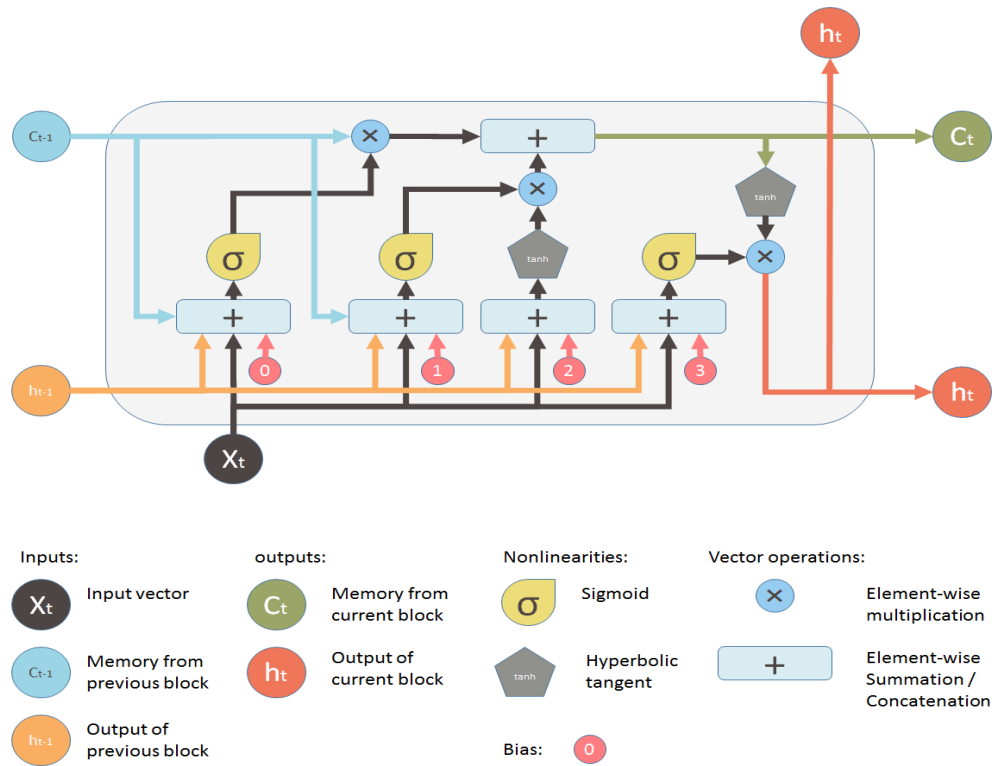 ht
Ct-1
×
+
Ct
×
tanh
σ
σ
tanh
σ
×
+
+
+
+
0
1
2
3
ht-1
ht
Xt
Inputs:
outputs:
Nonlinearities:
Vector operations:
Xt
Input vector
Ct
Memory from
current block
σ
Sigmoid
×
Element-wise
multiplication
Ct-1
Memory from
previous block
ht
Output of
current block
tanh
Hyperbolic
tangent
+
Element-wise
Summation /
Concatenation
ht-1
Output of
previous block
Bias:
0